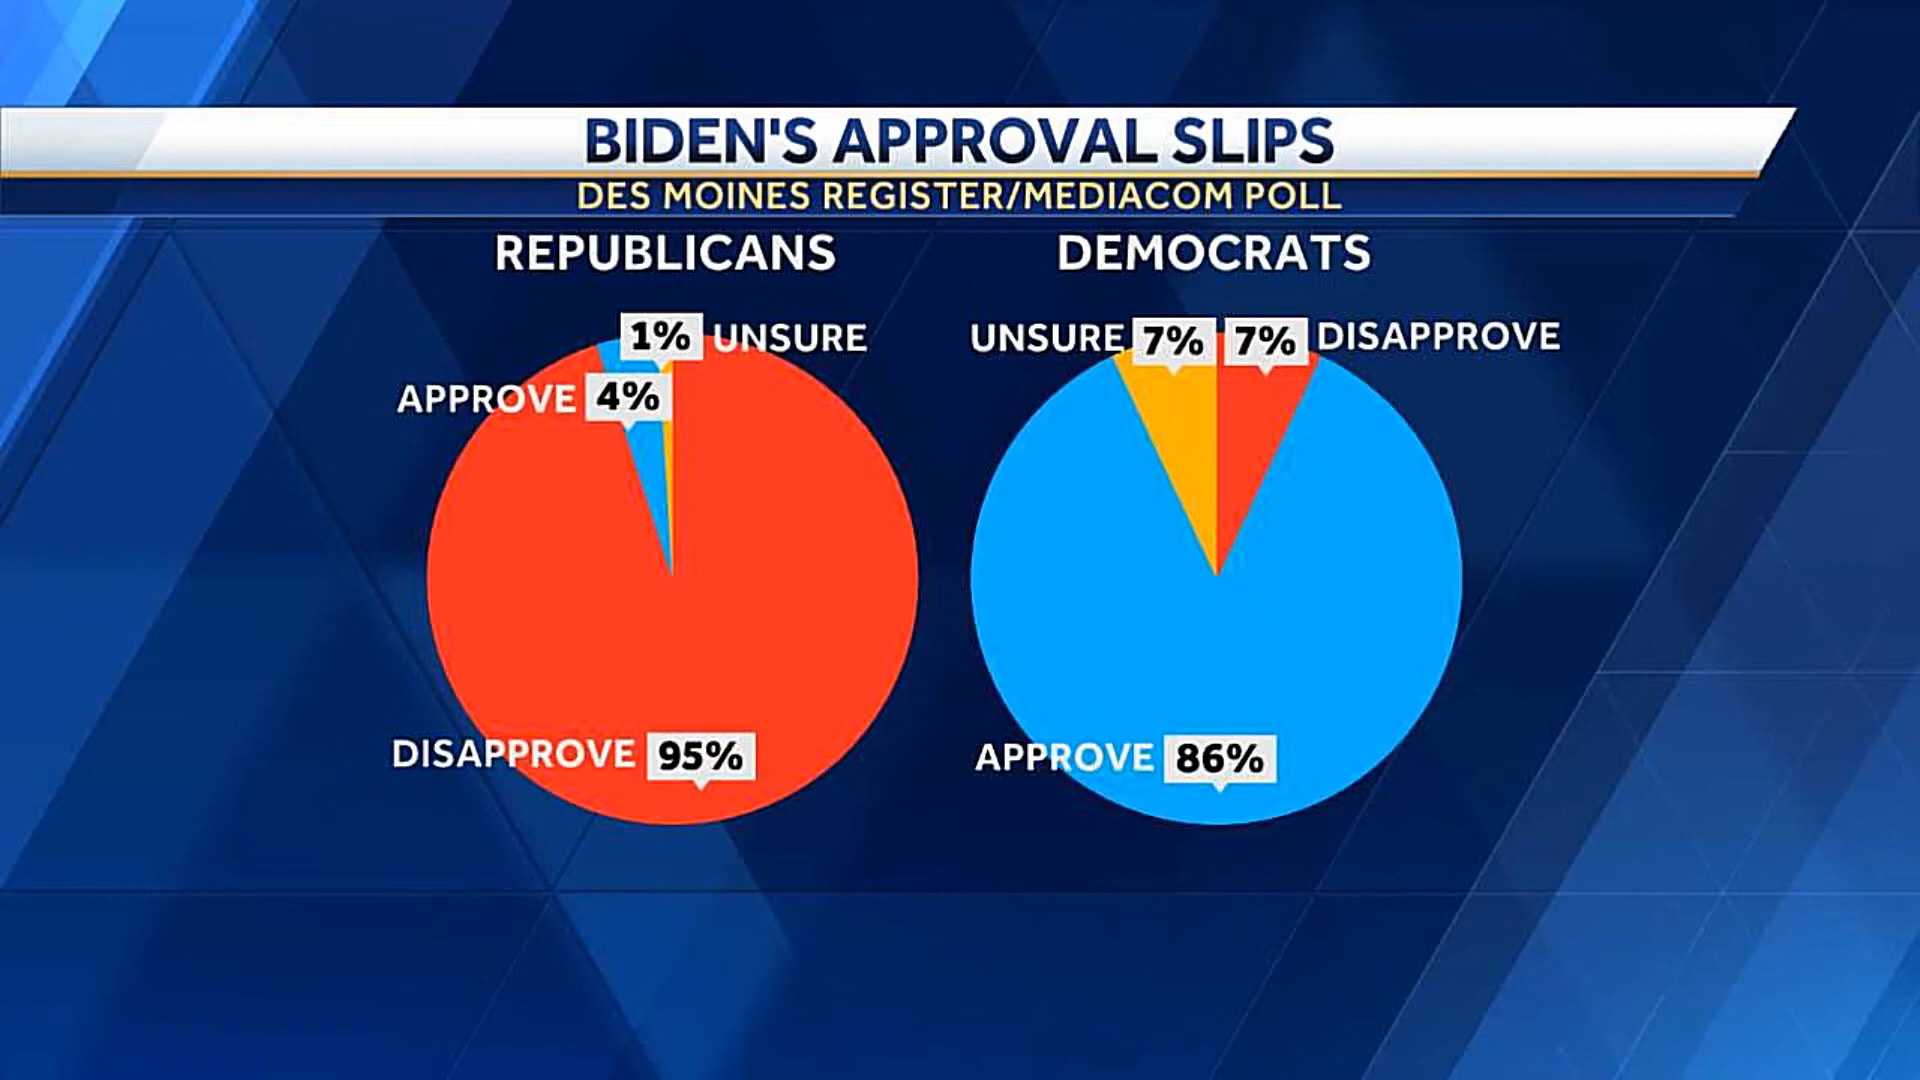 BIDEN'S APPROVAL SLIPS
DES MOINES REGISTER/MEDIACOM POLL
REPUBLICANS
1% UNSURE
APPROVE 4%
DISAPPROVE 95%
DEMOCRATS
UNSURE 7% 7% DISAPPROVE
APPROVE 86%